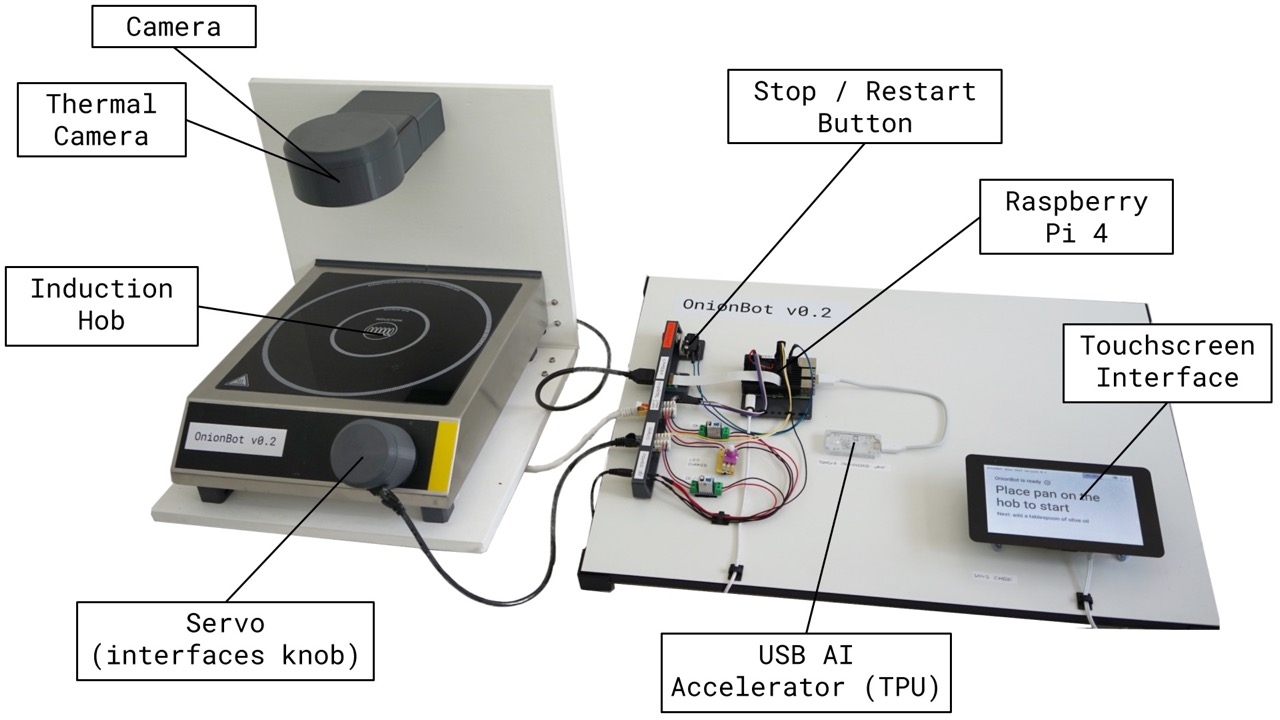 Camera
Thermal
Camera
Stop / Restart
Button
Raspberry
Pi 4
Induction
Hob
OnionBot v0.2
Touchscreen
Interface
OnionBot v0.2
OnionBot is ready
Place pan on the
hob to start
Next: add a tablespoon of olive oil
Servo
(interfaces knob)
USB AI
Accelerator (TPU)